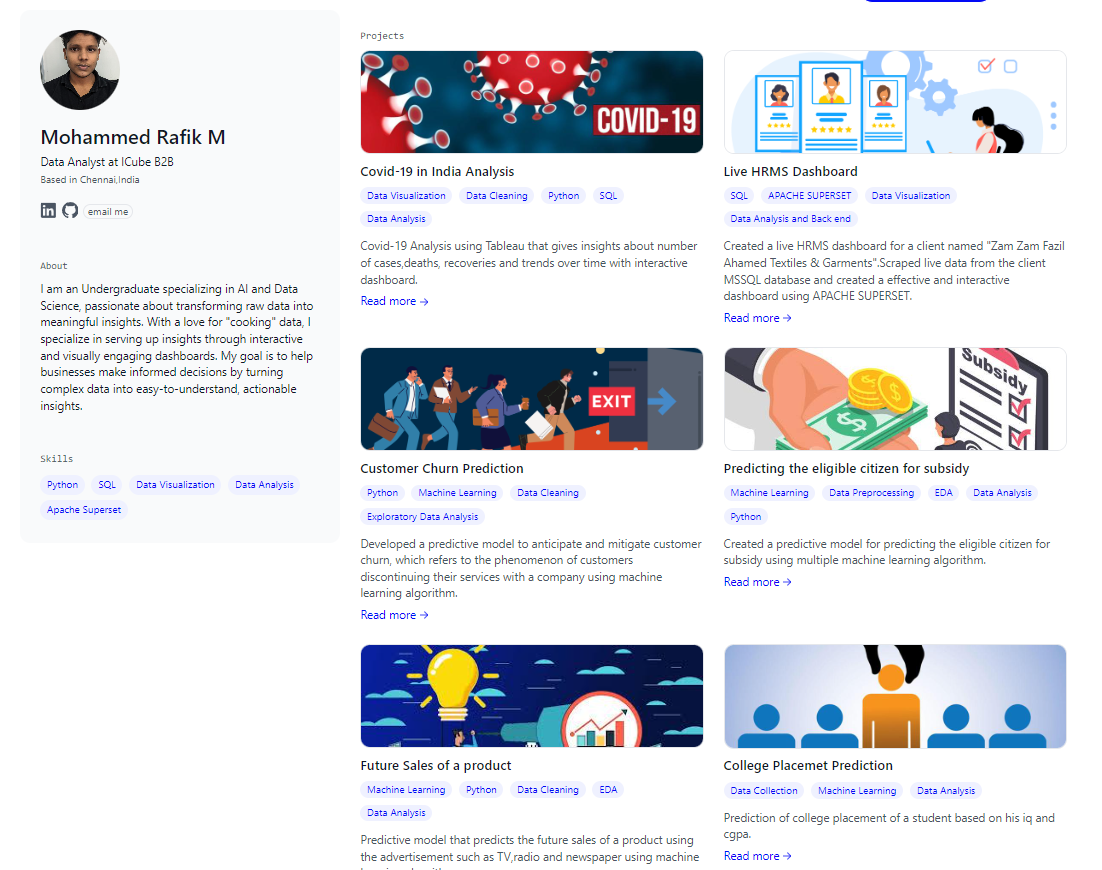 Mohammed Rafik M
Data Analyst at ICube B2B
Based in Chennai,India
email me
About
I am an Undergraduate specializing in AI and Data
Science, passionate about transforming raw data into
meaningful insights. With a love for "cooking" data, I
specialize in serving up insights through interactive
and visually engaging dashboards. My goal is to help
businesses make informed decisions by turning
complex data into easy-to-understand, actionable
insights.
Skills
Python SQL Data Visualization Data Analysis
Apache Superset
Projects
COVID-19
Covid-19 in India Analysis
Data Visualization Data Cleaning Python SQL
Data Analysis
Covid-19 Analysis using Tableau that gives insights about number
of cases,deaths, recoveries and trends over time with interactive
dashboard.
Read more →
Live HRMS Dashboard
SQL APACHE SUPERSET Data Visualization
Data Analysis and Back end
Created a live HRMS dashboard for a client named "Zam Zam Fazil
Ahamed Textiles & Garments".Scraped live data from the client
MSSQL database and created a effective and interactive
dashboard using APACHE SUPERSET.
Read more →
EXIT
Customer Churn Prediction
Python Machine Learning Data Cleaning
Exploratory Data Analysis
Developed a predictive model to anticipate and mitigate customer
churn, which refers to the phenomenon of customers
discontinuing their services with a company using machine
learning algorithm.
Read more →
Subsidy
Predicting the eligible citizen for subsidy
Machine Learning Data Preprocessing EDA Data Analysis
Python
Created a predictive model for predicting the eligible citizen for
subsidy using multiple machine learning algorithm.
Read more →
Future Sales of a product
Machine Learning Python Data Cleaning EDA
Data Analysis
Predictive model that predicts the future sales of a product using
the advertisement such as TV,radio and newspaper using machine
College Placemet Prediction
Data Collection Machine Learning Data Analysis
Prediction of college placement of a student based on his iq and
cgpa.
Read more →